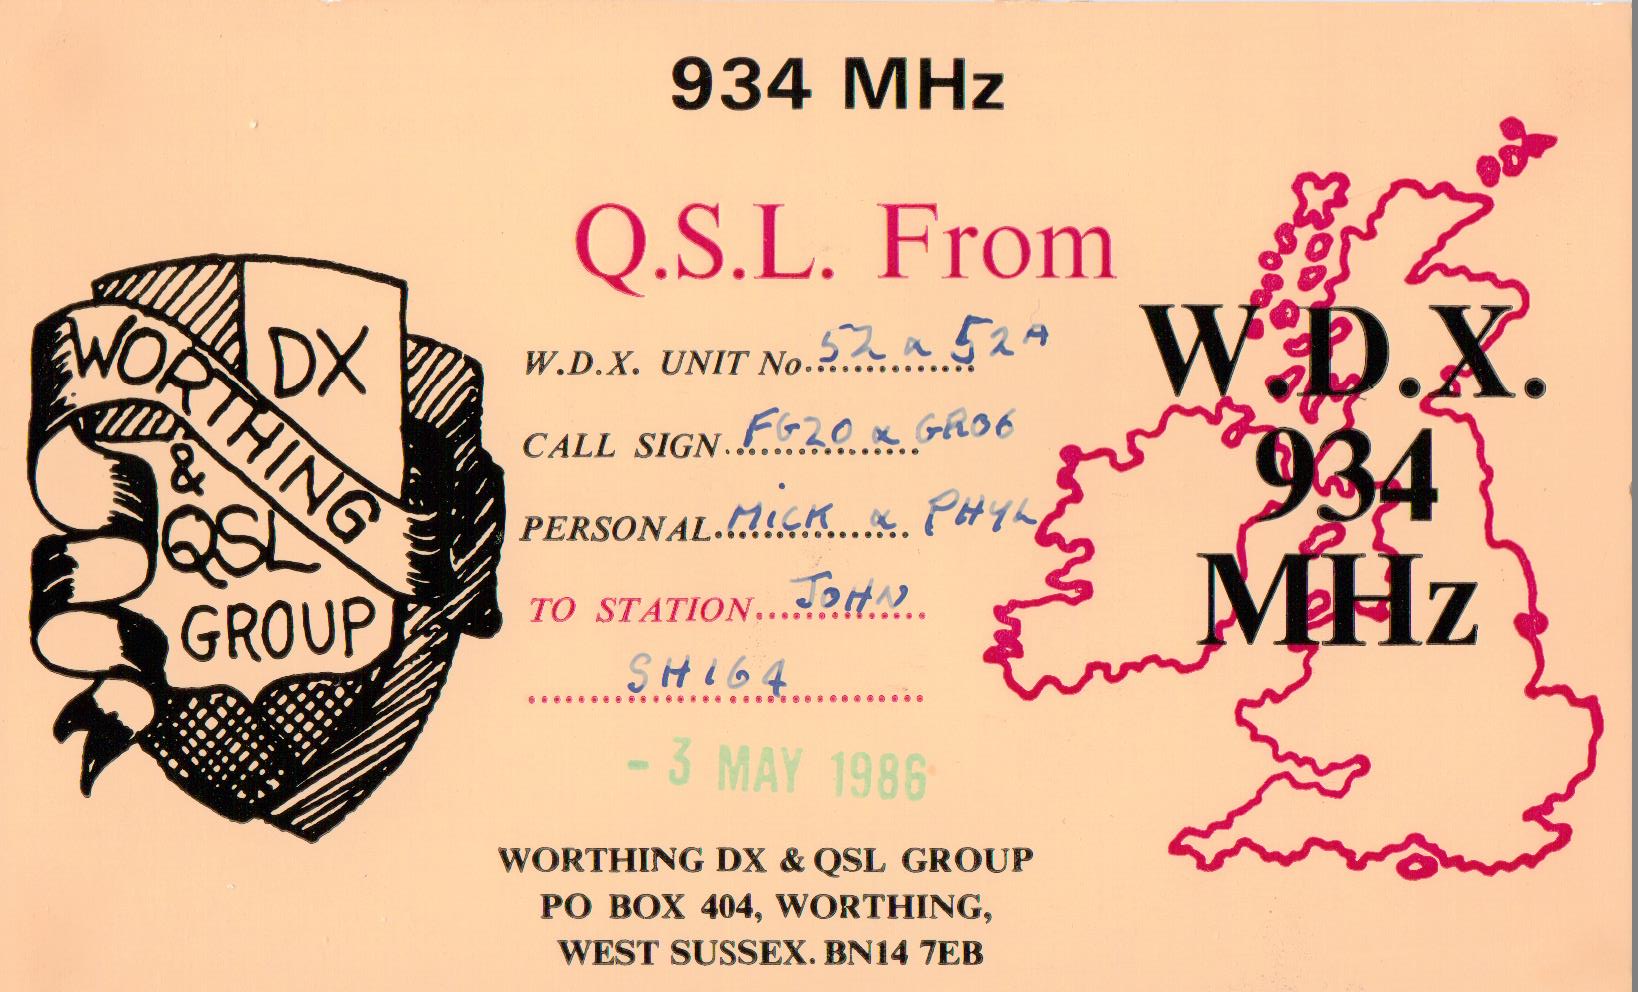 934 MHz
Q.S.L. From
W.D.X. UNIT No. 52 & 52A
CALL SIGN. FG20 & GR06
PERSONAL. MiCK & PHYL
TO STATION. JOHN
SH164
- 3 MAY 1986
WORTHING DX & QSL GROUP
PO BOX 404, WORTHING,
WEST SUSSEX. BN14 7EB
WORTHING
DX
&
QSL
GROUP
W.D.X.
934
MHz